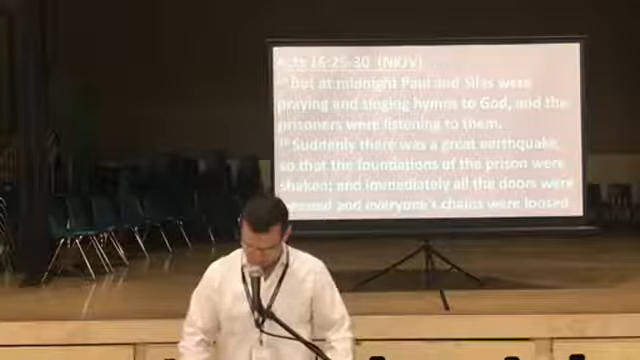 Acts 16:25-30 (NKJV)
25 But at midnight Paul and Silas were
praying and singing hymns to God, and the
prisoners were listening to them.
26 Suddenly there was a great earthquake,
so that the foundations of the prison were
shaken; and immediately all the doors were
opened and everyone's chains were loosed